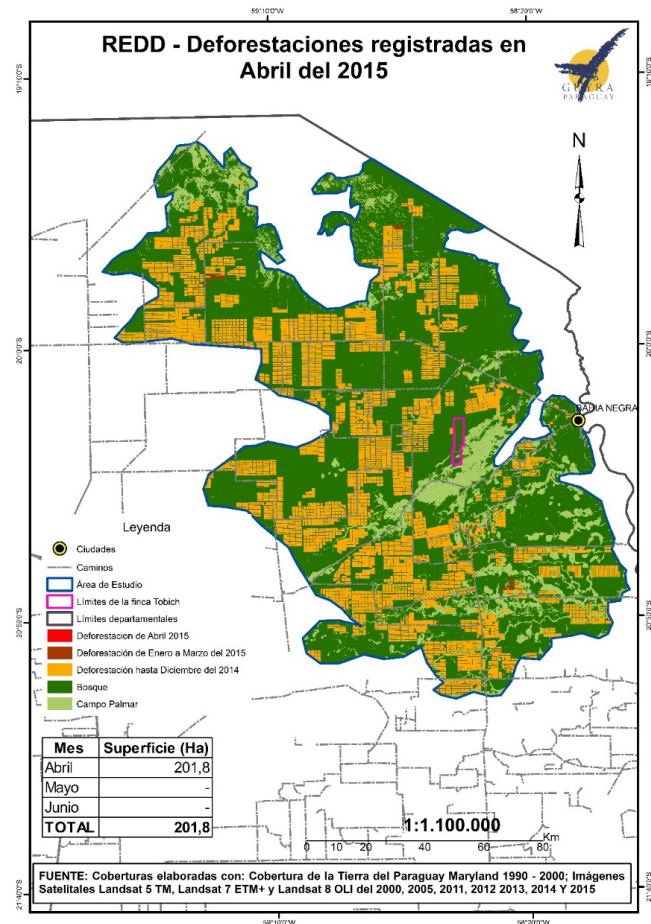 59°10'0"W 58°20'0"W
REDD - Deforestaciones registradas en
Abril del 2015
GUYRA
PARAGUAY
19°10'0"S 19°10'0"S
N
20°0'0"S 20°0'0"S
BAHIA NEGRA
Leyenda
Ciudades
Caminos
Área de Estudio
Límites de la finca Tobich
Límites departamentales
Deforestacion de Abril 2015
Deforestación de Enero a Marzo del 2015
Deforestación hasta Diciembre del 2014
Bosque
Campo Palmar
20°50'0"S 20°50'0"S
Mes Superficie (Ha)
Abril 201,8
Mayo -
Junio -
TOTAL 201,8
1:1.100.000
Km
0 10 20 40 60 80
FUENTE: Coberturas elaboradas con: Cobertura de la Tierra del Paraguay Maryland 1990 - 2000; Imágenes
Satelitales Landsat 5 TM, Landsat 7 ETM+ y Landsat 8 OLI del 2000, 2005, 2011, 2012 2013, 2014 Y 2015
21°40'0"S 21°40'0"S
59°10'0"W 58°20'0"W